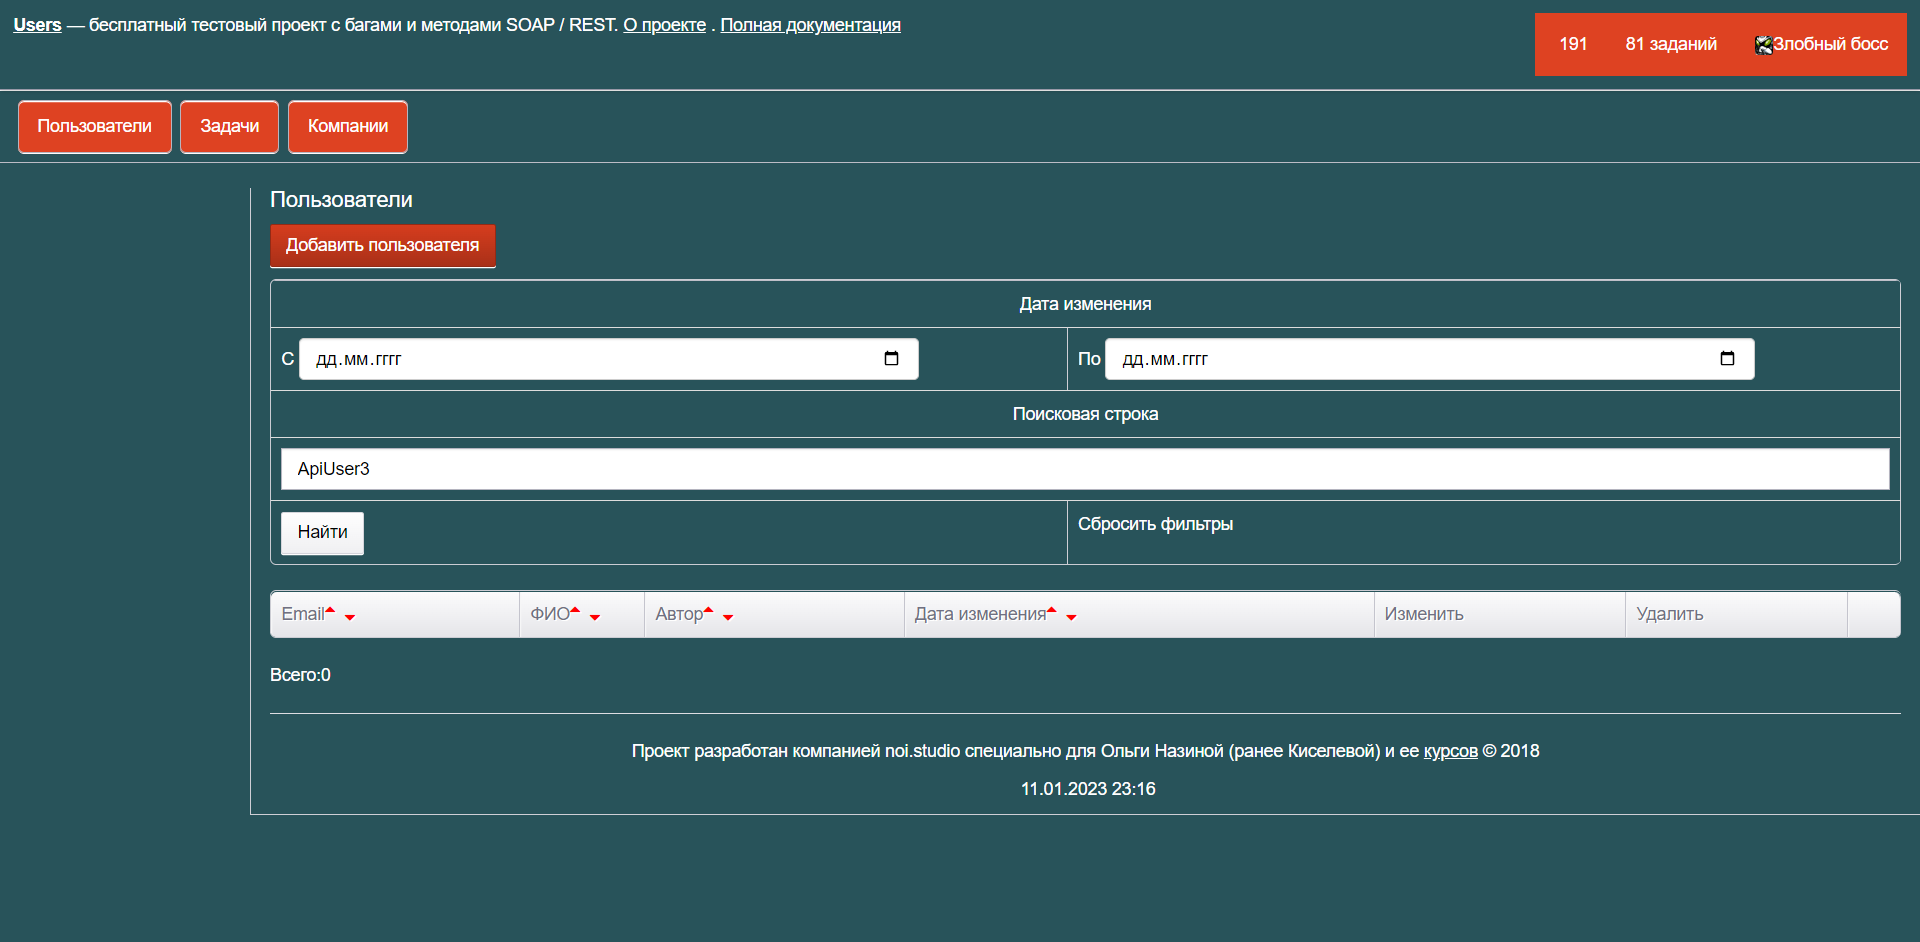 Users — бесплатный тестовый проект с багами и методами SOAP / REST. О проекте . Полная документация
191 81 заданий Злобный босс
Пользователи Задачи Компании
Пользователи
Добавить пользователя
Дата изменения
С дд.мм.гггг По дд.мм.гггг
Поисковая строка
ApiUser3
Найти Сбросить фильтры
Email ФИО Автор Дата изменения Изменить Удалить
Всего:0
Проект разработан компанией noi.studio специально для Ольги Назиной (ранее Киселевой) и ее курсов © 2018
11.01.2023 23:16